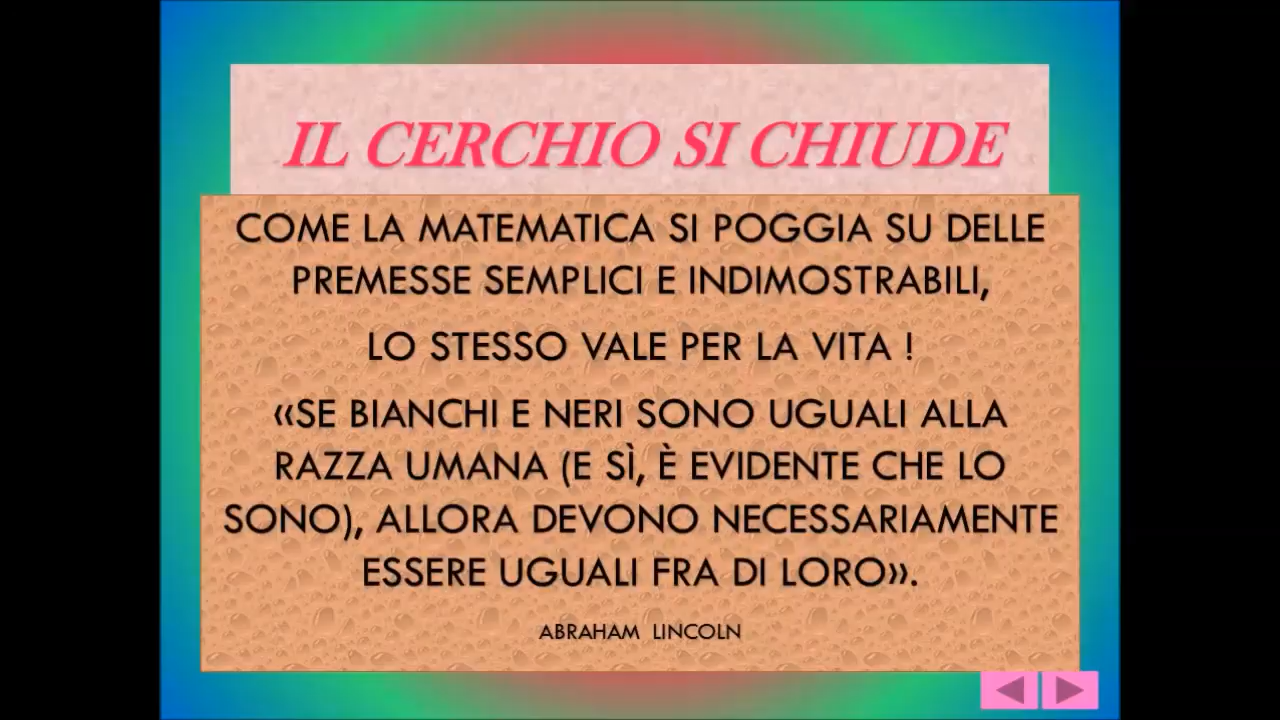 IL CERCHIO SI CHIUDE
COME LA MATEMATICA SI POGGIA SU DELLE
PREMESSE SEMPLICI E INDIMOSTRABILI,
LO STESSO VALE PER LA VITA !
«SE BIANCHI E NERI SONO UGUALI ALLA
RAZZA UMANA (E SÌ, È EVIDENTE CHE LO
SONO), ALLORA DEVONO NECESSARIAMENTE
ESSERE UGUALI FRA DI LORO».
ABRAHAM LINCOLN